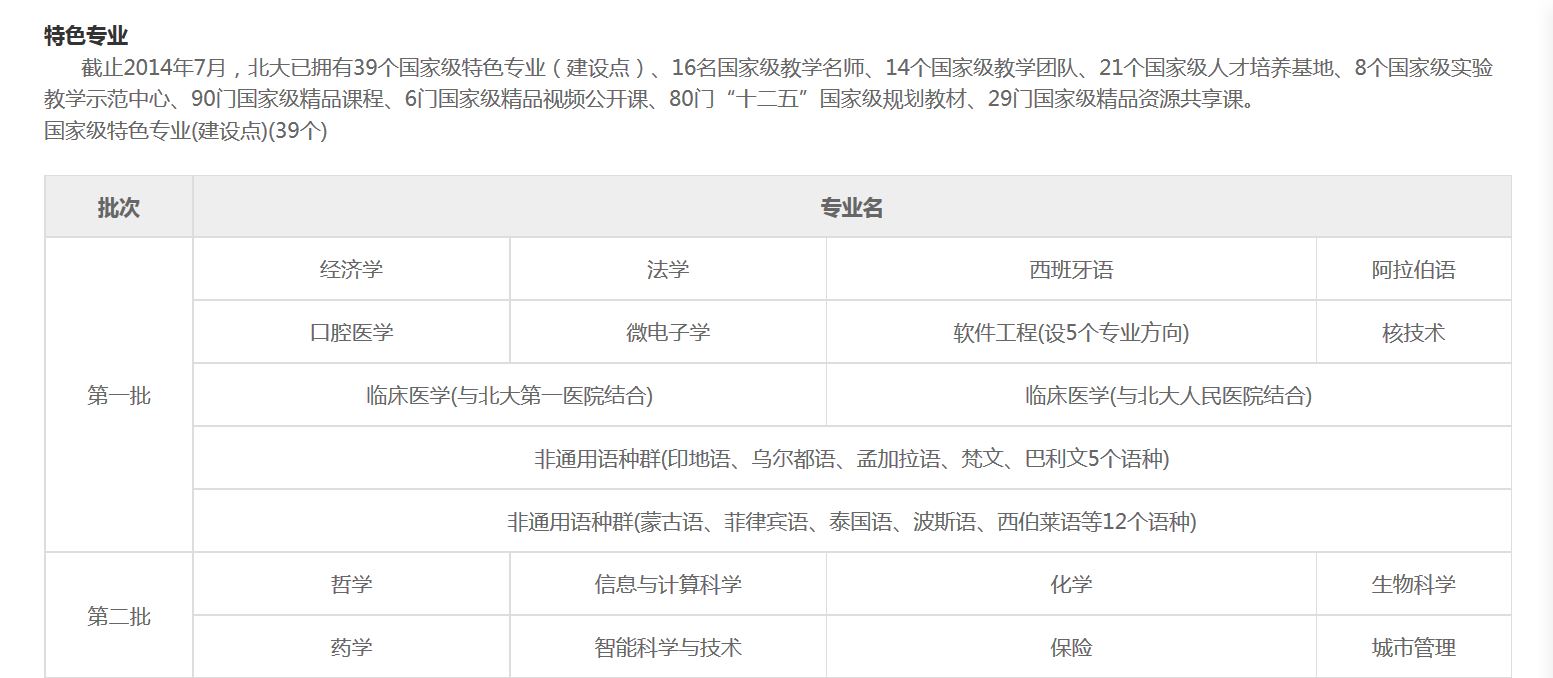 特色专业
截止2014年7月，北大已拥有39个国家级特色专业（建设点）、16名国家级教学名师、14个国家级教学团队、21个国家级人才培养基地、8个国家级实验
教学示范中心、90门国家级精品课程、6门国家级精品视频公开课、80门“十二五”国家级规划教材、29门国家级精品资源共享课。
国家级特色专业(建设点)(39个)
批次 专业名
经济学 法学 西班牙语 阿拉伯语
口腔医学 微电子学 软件工程(设5个专业方向) 核技术
第一批 临床医学(与北大第一医院结合) 临床医学(与北大人民医院结合)
非通用语种群(印地语、乌尔都语、孟加拉语、梵文、巴利文5个语种)
非通用语种群(蒙古语、菲律宾语、泰国语、波斯语、西伯莱语等12个语种)
哲学 信息与计算科学 化学 生物科学
第二批
药学 智能科学与技术 保险 城市管理